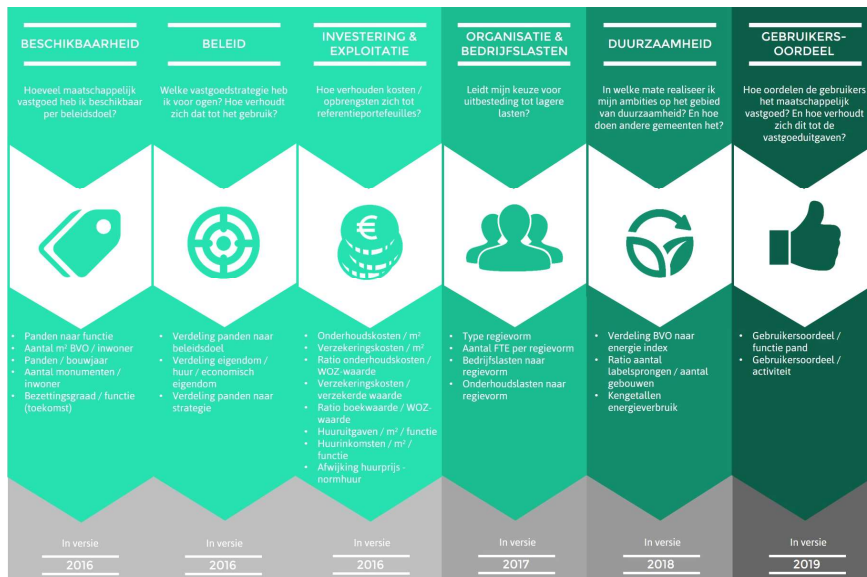 BESCHIKBAARHEID
Hoeveel maatschappelijk
vastgoed heb ik beschikbaar
per beleidsdoel?
• Panden naar functie
• Aantal m² BVO / inwoner
• Panden / bouwjaar
• Aantal monumenten /
inwoner
• Bezettingsgraad / functie
(toekomst)
In versie
2016
BELEID
Welke vastgoedstrategie heb
ik voor ogen? Hoe verhoudt
zich dat tot het gebruik?
• Verdeling panden naar
beleidsdoel
• Verdeling eigendom /
huur / economisch
eigendom
• Verdeling panden naar
strategie
In versie
2016
INVESTERING &
EXPLOITATIE
Hoe verhouden kosten /
opbrengsten zich tot
referentieportefeuilles?
€
• Onderhoudskosten / m²
• Verzekeringskosten / m²
• Ratio onderhoudskosten /
WOZ-waarde
• Verzekeringskosten /
verzekerde waarde
• Ratio boekwaarde / WOZ-
waarde
• Huuruitgaven / m² / functie
• Huurinkomsten / m² /
functie
• Afwijking huurprijs -
normhuur
In versie
2016
ORGANISATIE &
BEDRIJFSLASTEN
Leidt mijn keuze voor
uitbesteding tot lagere
lasten?
• Type regievorm
• Aantal FTE per regievorm
• Bedrijfslasten naar
regievorm
• Onderhoudslasten naar
regievorm
In versie
2017
DUURZAAMHEID
In welke mate realiseer ik
mijn ambities op het gebied
van duurzaamheid? En hoe
doen andere gemeenten het?
• Verdeling BVO naar
energie index
• Ratio aantal
labelsprongen / aantal
gebouwen
• Kengetallen
energieverbruik
In versie
2018
GEBRUIKERS-
OORDEEL
Hoe oordelen de gebruikers
het maatschappelijk
vastgoed? En hoe verhoudt
zich dit tot de
vastgoeduitgaven?
• Gebruikersoordeel /
functie pand
• Gebruikersoordeel /
activiteit
In versie
2019